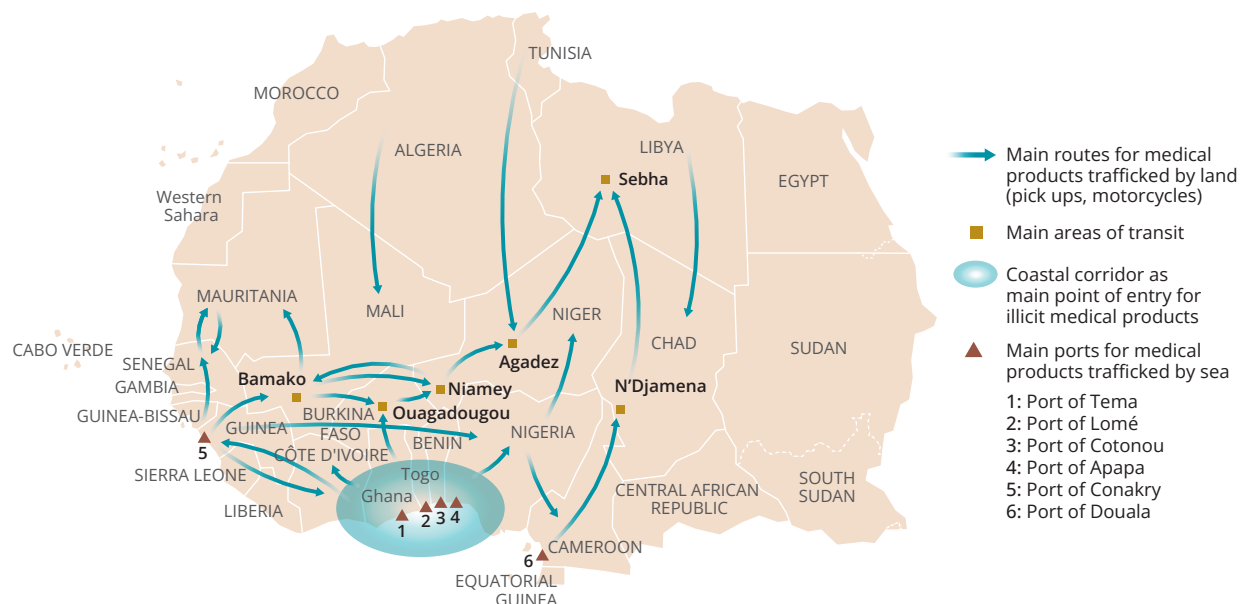 TUNISIA
MOROCCO
ALGERIA
LIBYA
Sebha
EGYPT
Western
Sahara
MAURITANIA
MALI
NIGER
CHAD
SUDAN
CABO VERDE
SENEGAL
GAMBIA
GUINEA-BISSAU
Bamako
Niamey
Agadez
N'Djamena
Ouagadougou
BURKINA
FASO
GUINEA
BENIN
NIGERIA
CÔTE D'IVOIRE
5
SIERRA LEONE
LIBERIA
Togo
Ghana
1
2
3
4
CENTRAL AFRICAN
REPUBLIC
SOUTH
SUDAN
CAMEROON
6
EQUATORIAL
GUINEA
Main routes for medical
products trafficked by land
(pick ups, motorcycles)
Main areas of transit
Coastal corridor as
main point of entry for
illicit medical products
Main ports for medical
products trafficked by sea
1: Port of Tema
2: Port of Lomé
3: Port of Cotonou
4: Port of Apapa
5: Port of Conakry
6: Port of Douala